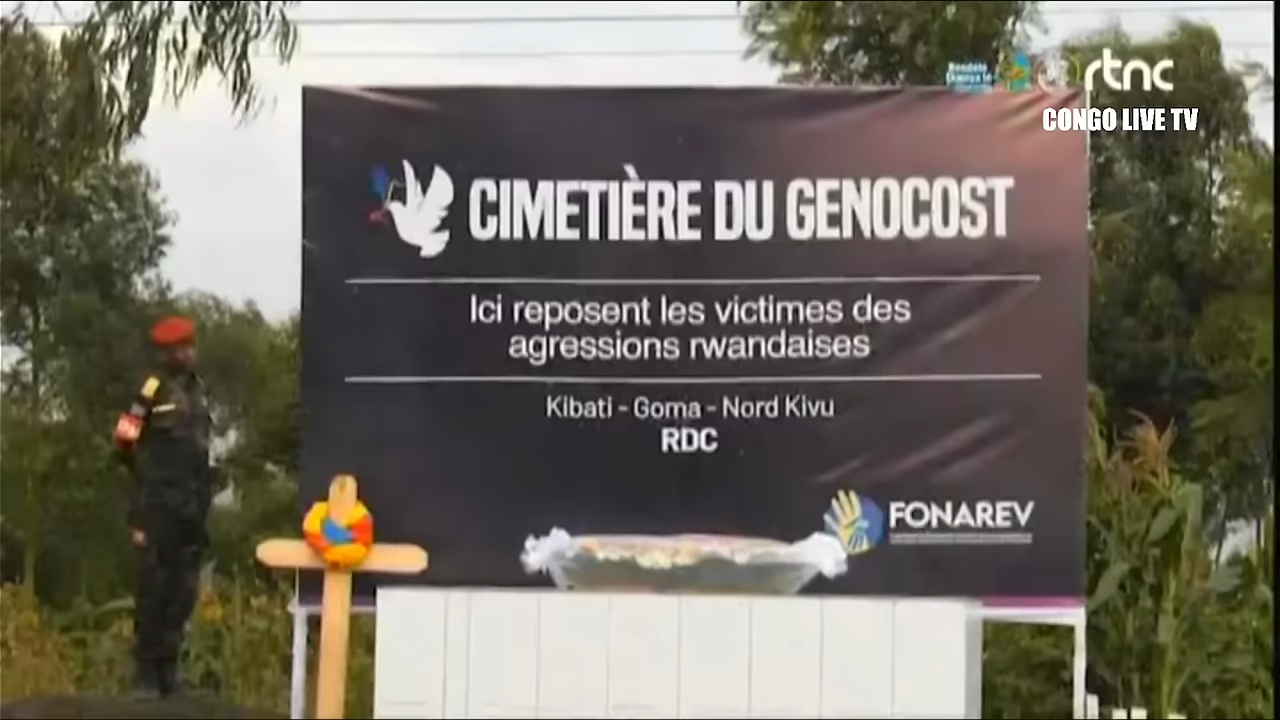 rtnc
CONGO LIVE TV
CIMETIÈRE DU GENOCOST
Ici reposent les victimes des
agressions rwandaises
Kibati - Goma - Nord Kivu
RDC
FONAREV